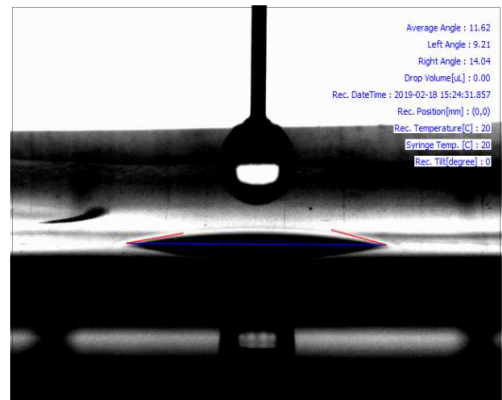 Average Angle : 11.62
Left Angle : 9.21
Right Angle : 14.04
Drop Volume[uL] : 0.00
Rec. DateTime : 2019-02-18 15:24:31.857
Rec. Position[mm] : (0,0)
Rec. Temperature[C] : 20
Syringe Temp. [C] : 20
Rec. Tilt[degree] : 0